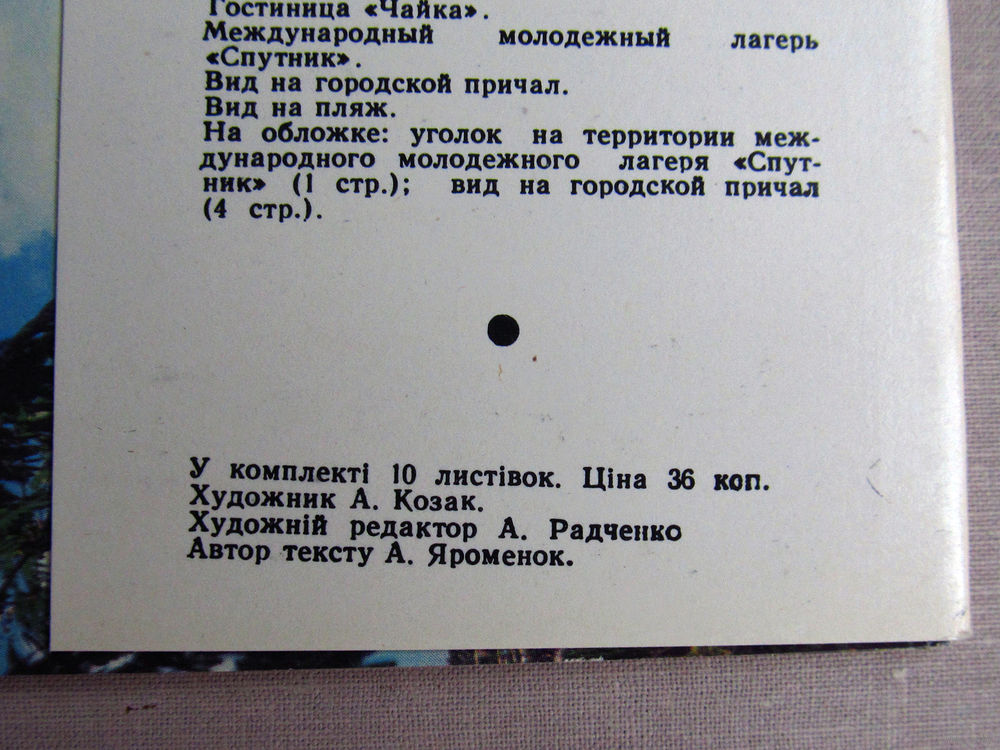 Гостиница «Чайка».
Международный молодежный лагерь
«Спутник».
Вид на городской причал.
Вид на пляж.
На обложке: уголок на территории меж-
дународного молодежного лагеря «Спут-
ник» (1 стр.); вид на городской причал
(4 стр.).
У комплекті 10 листівок. Ціна 36 коп.
Художник А. Козак.
Художній редактор А. Радченко
Автор тексту А. Яроменок.